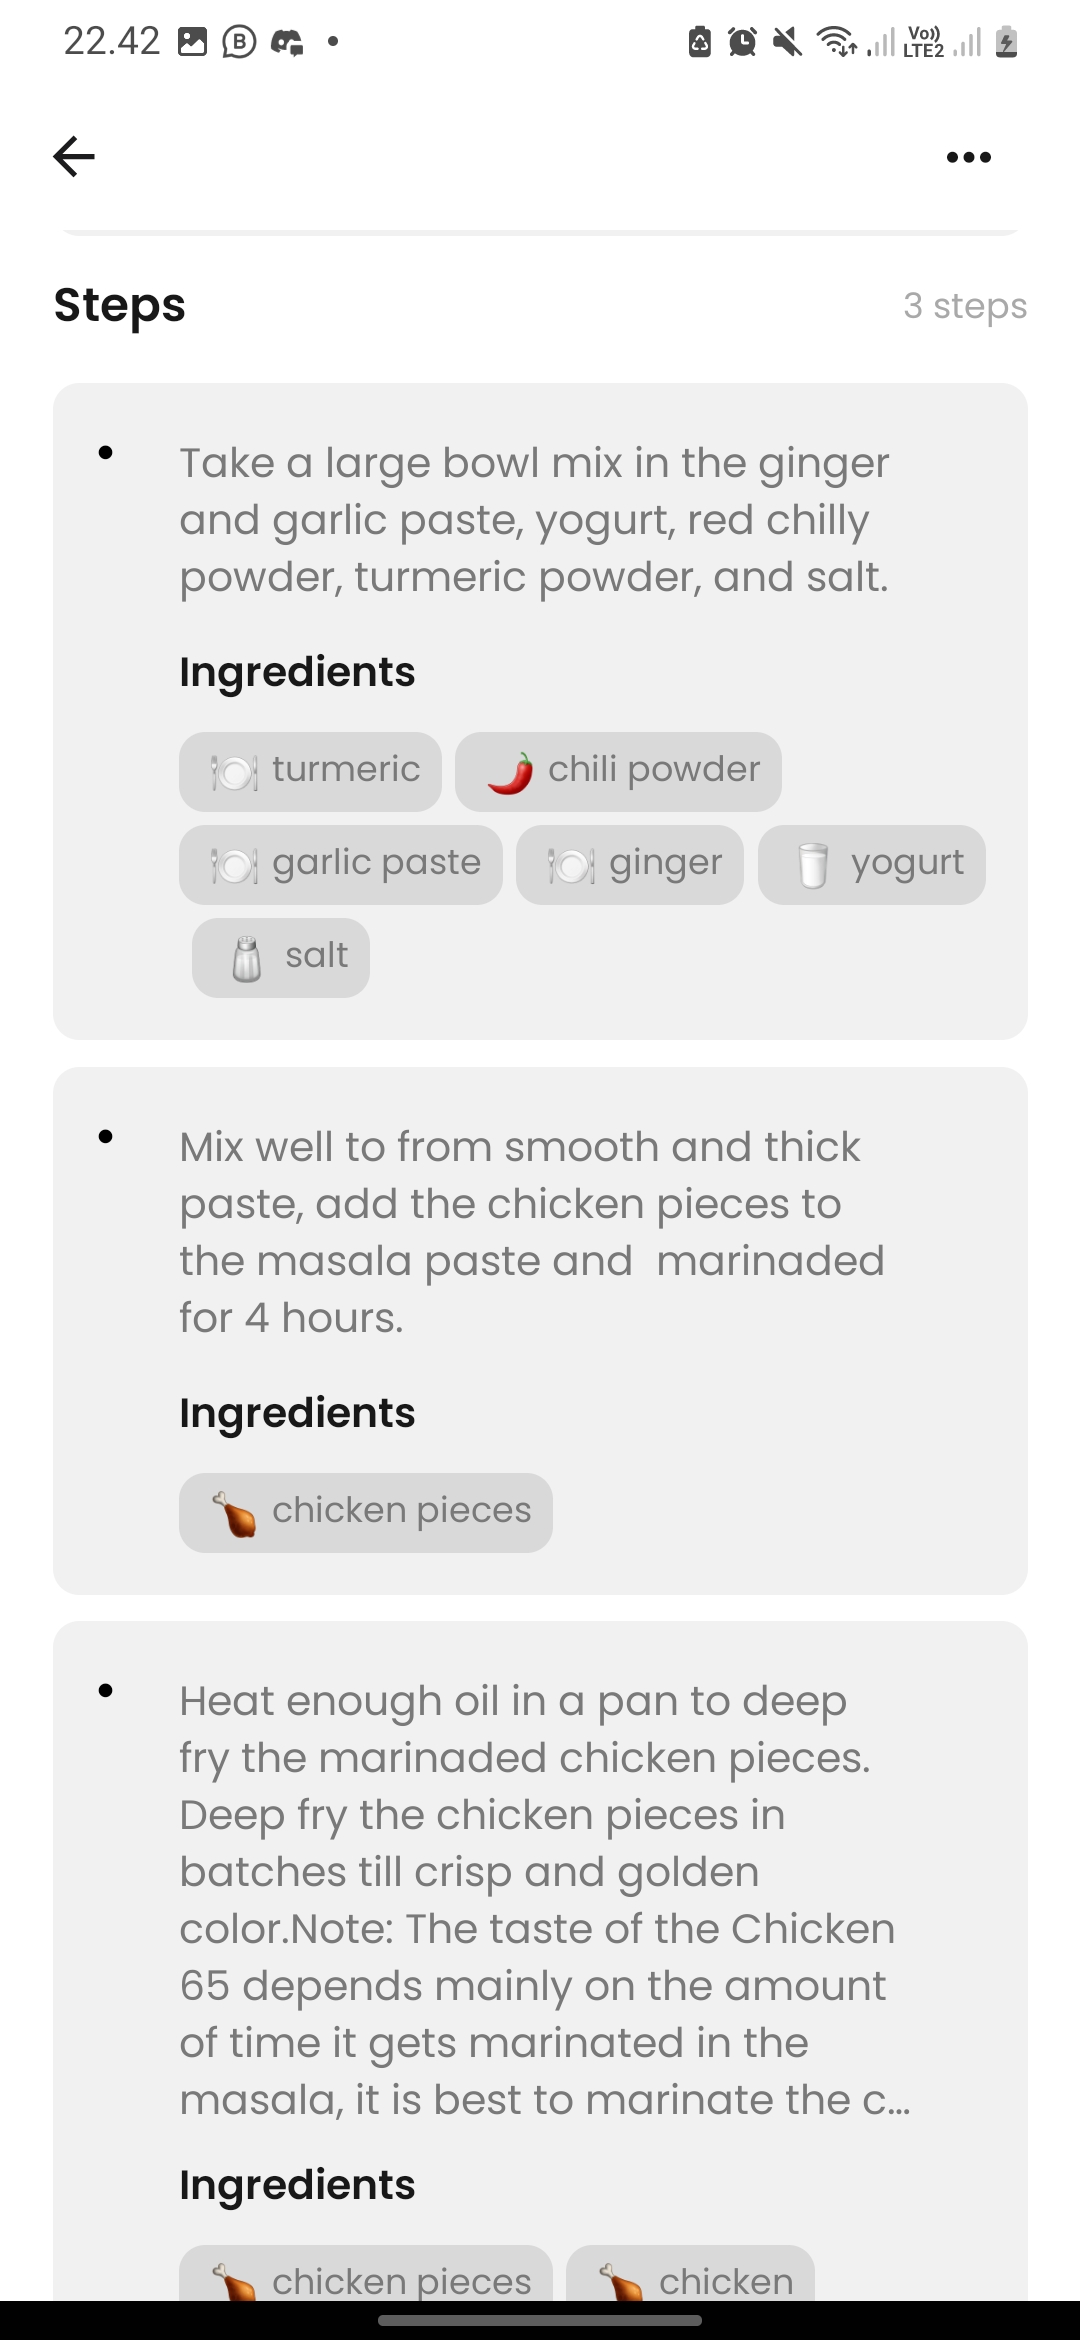 22.42
Vo))
LTE2
Steps
3 steps
Take a large bowl mix in the ginger
and garlic paste, yogurt, red chilly
powder, turmeric powder, and salt.
Ingredients
turmeric
chili powder
garlic paste
ginger
yogurt
salt
Mix well to from smooth and thick
paste, add the chicken pieces to
the masala paste and  marinaded
for 4 hours.
Ingredients
chicken pieces
Heat enough oil in a pan to deep
fry the marinaded chicken pieces.
Deep fry the chicken pieces in
batches till crisp and golden
color.Note: The taste of the Chicken
65 depends mainly on the amount
of time it gets marinated in the
masala, it is best to marinate the c...
Ingredients
chicken pieces
chicken